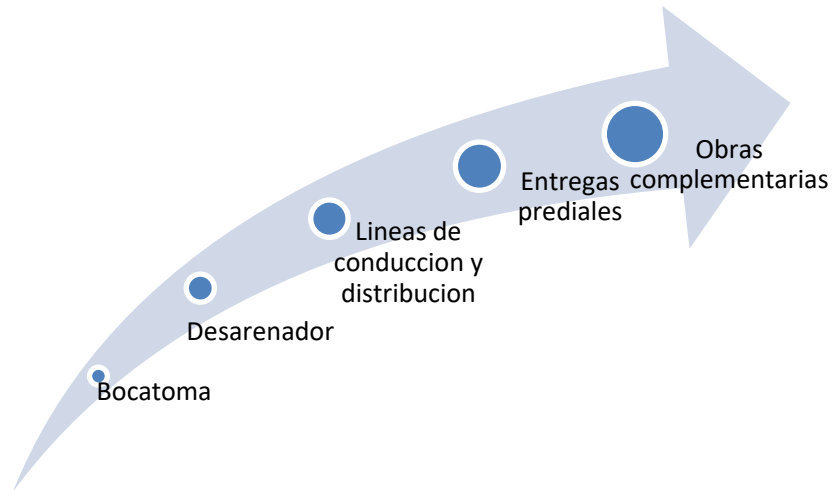 Bocatoma
Desarenador
Lineas de
conduccion y
distribucion
Entregas
prediales
Obras
complementarias